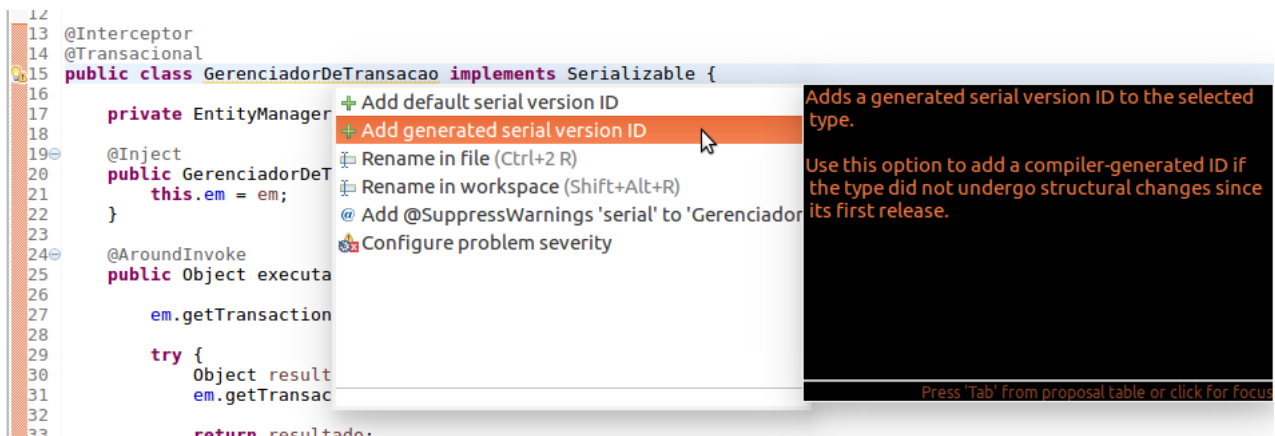 12
13 @Interceptor
14 @Transacional
15 public class GerenciadorDeTransacao implements Serializable {
16
17 private EntityManager
18
19 @Inject
20 public GerenciadorDeT
21 this.em = em;
22 }
23
24 @AroundInvoke
25 public Object executa
26
27 em.getTransaction
28
29 try {
30 Object result
31 em.getTransac
32
33 return resultado;
Add default serial version ID
Add generated serial version ID
Rename in file (Ctrl+2 R)
Rename in workspace (Shift+Alt+R)
@ Add @SuppressWarnings 'serial' to 'Gerenciador
Configure problem severity
Adds a generated serial version ID to the selected
type.
Use this option to add a compiler-generated ID if
the type did not undergo structural changes since
its first release.
Press 'Tab' from proposal table or click for focus